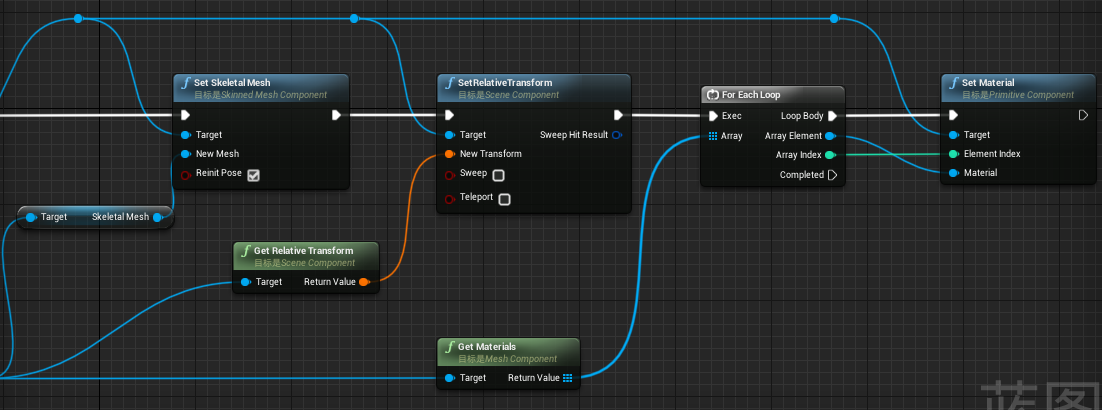 Set Skeletal Mesh
目标是Skinned Mesh Component
Target
New Mesh
Reinit Pose
Target Skeletal Mesh
SetRelativeTransform
目标是Scene Component
Target Sweep Hit Result
New Transform
Sweep
Teleport
Get Relative Transform
目标是Scene Component
Target Return Value
Get Materials
目标是Mesh Component
Target Return Value
For Each Loop
Exec Loop Body
Array Array Element
Array Index
Completed
Set Material
目标是Primitive Component
Target
Element Index
Material
蓝图